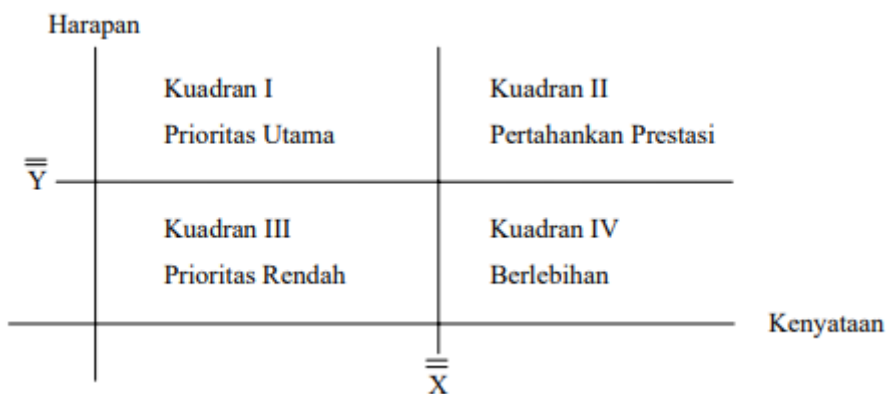 Harapan
Kuadran I
Prioritas Utama
Kuadran II
Pertahankan Prestasi
Y
Kuadran III
Prioritas Rendah
Kuadran IV
Berlebihan
Kenyataan
X